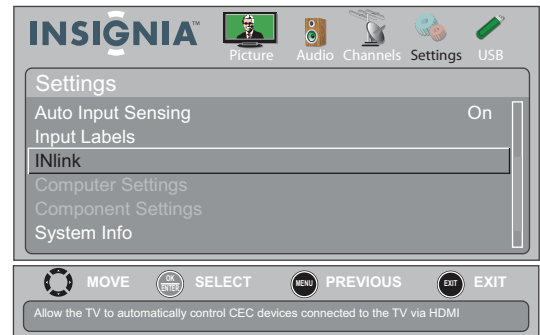 INSIGNIA™
Picture Audio Channels Settings USB
Settings
Auto Input Sensing On
Input Labels
INlink
Computer Settings
Component Settings
System Info
MOVE OK ENTER SELECT MENU PREVIOUS EXIT EXIT
Allow the TV to automatically control CEC devices connected to the TV via HDMI